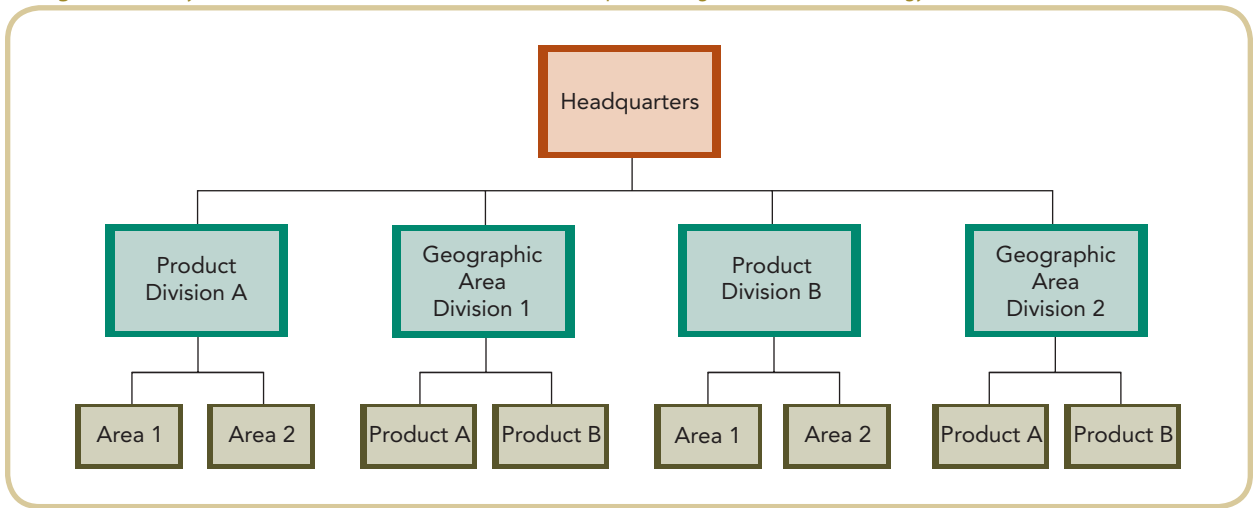 Headquarters
Product
Division A
Geographic
Area
Division 1
Product
Division B
Geographic
Area
Division 2
Area 1
Area 2
Product A
Product B
Area 1
Area 2
Product A
Product B